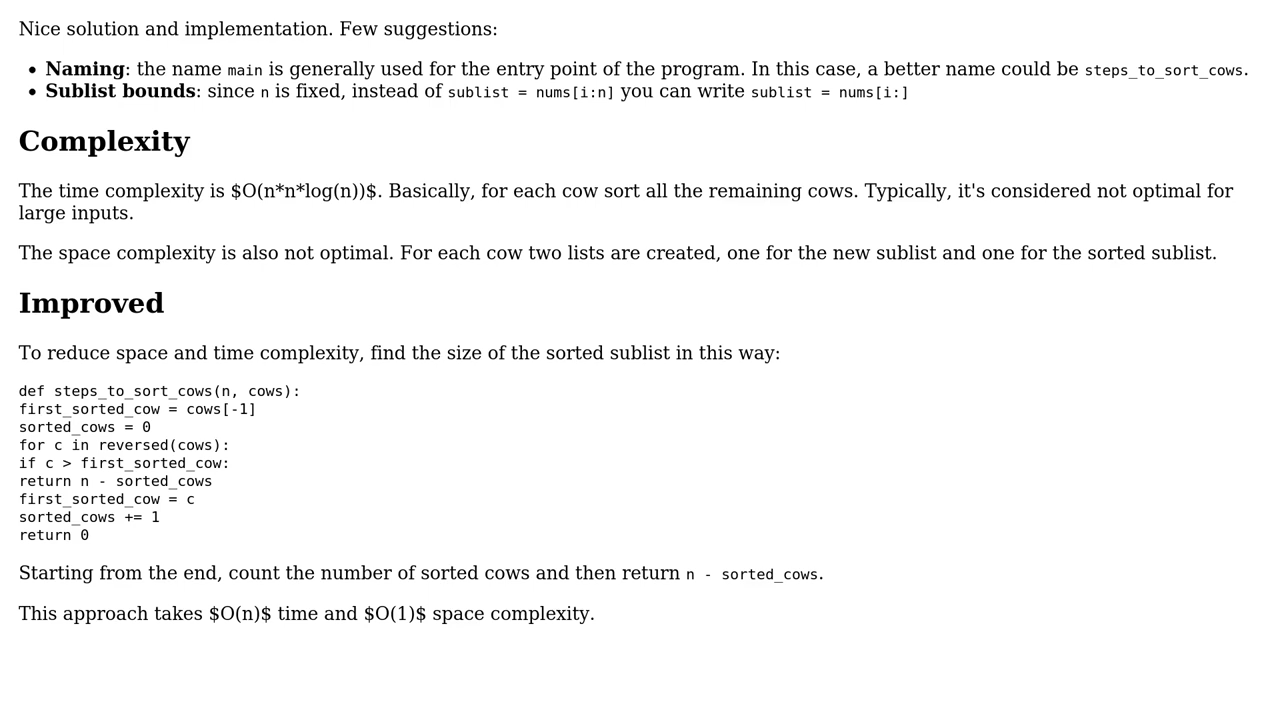 Nice solution and implementation. Few suggestions:
• Naming: the name main is generally used for the entry point of the program. In this case, a better name could be steps_to_sort_cows.
• Sublist bounds: since n is fixed, instead of sublist = nums[i:n] you can write sublist = nums[i:]
Complexity
The time complexity is $O(n*n*log(n))$. Basically, for each cow sort all the remaining cows. Typically, it's considered not optimal for
large inputs.
The space complexity is also not optimal. For each cow two lists are created, one for the new sublist and one for the sorted sublist.
Improved
To reduce space and time complexity, find the size of the sorted sublist in this way:
def steps_to_sort_cows(n, cows):
first_sorted_cow = cows[-1]
sorted_cows = 0
for c in reversed(cows):
if c > first_sorted_cow:
return n - sorted_cows
first_sorted_cow = c
sorted_cows += 1
return 0
Starting from the end, count the number of sorted cows and then return n - sorted_cows.
This approach takes $O(n)$ time and $O(1)$ space complexity.